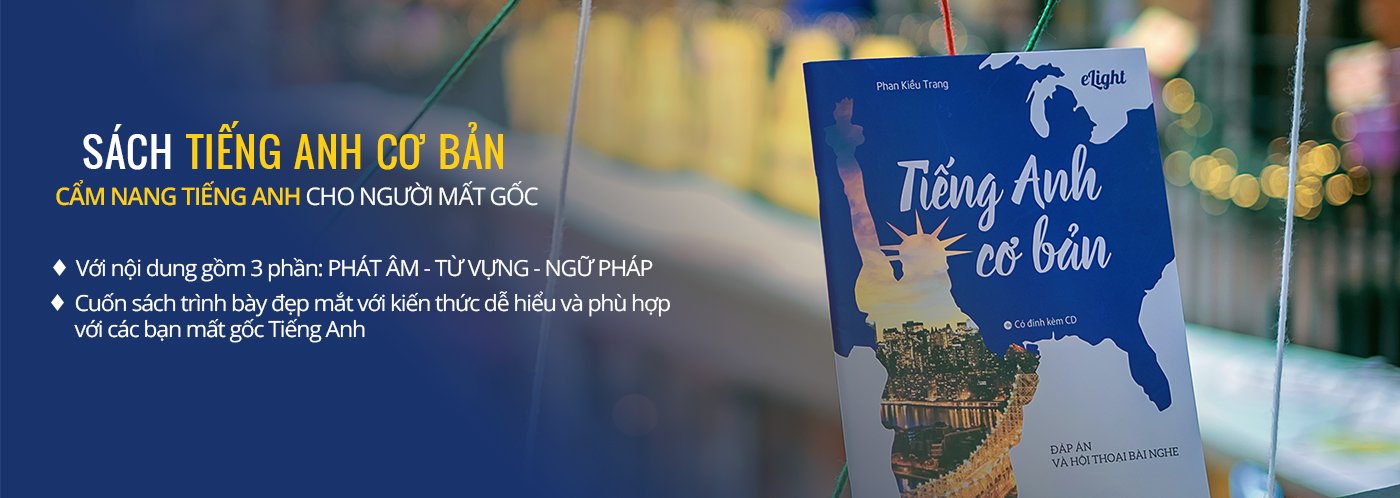 SÁCH TIẾNG ANH CƠ BẢN
CẨM NANG TIẾNG ANH CHO NGƯỜI MẤT GỐC
Với nội dung gồm 3 phần: PHÁT ÂM - TỪ VỰNG - NGỮ PHÁP
Cuốn sách trình bày đẹp mắt với kiến thức dễ hiểu và phù hợp
với các bạn mất gốc Tiếng Anh
Phan Kiều Trang
eLight
Tiếng Anh
cơ bản
Có đính kèm CD
ĐÁP ÁN
VÀ HỘI THOẠI BÀI NGHE